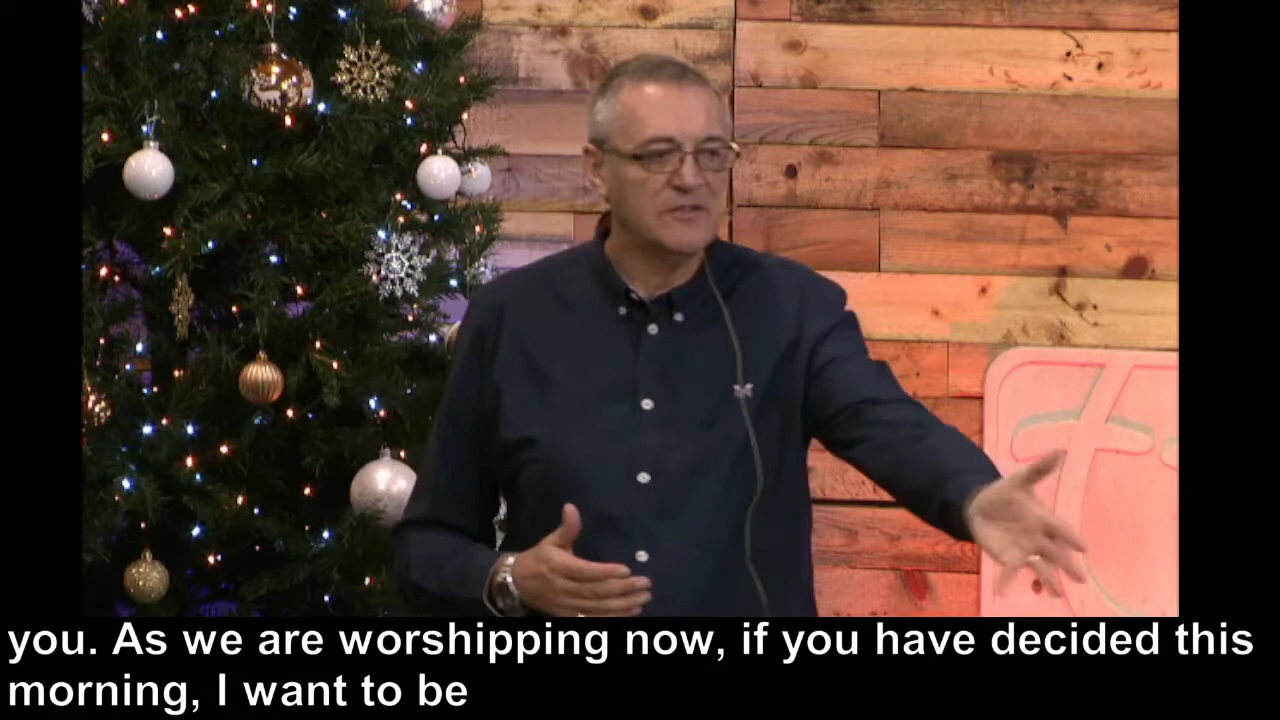 you. As we are worshipping now, if you have decided this
morning, I want to be